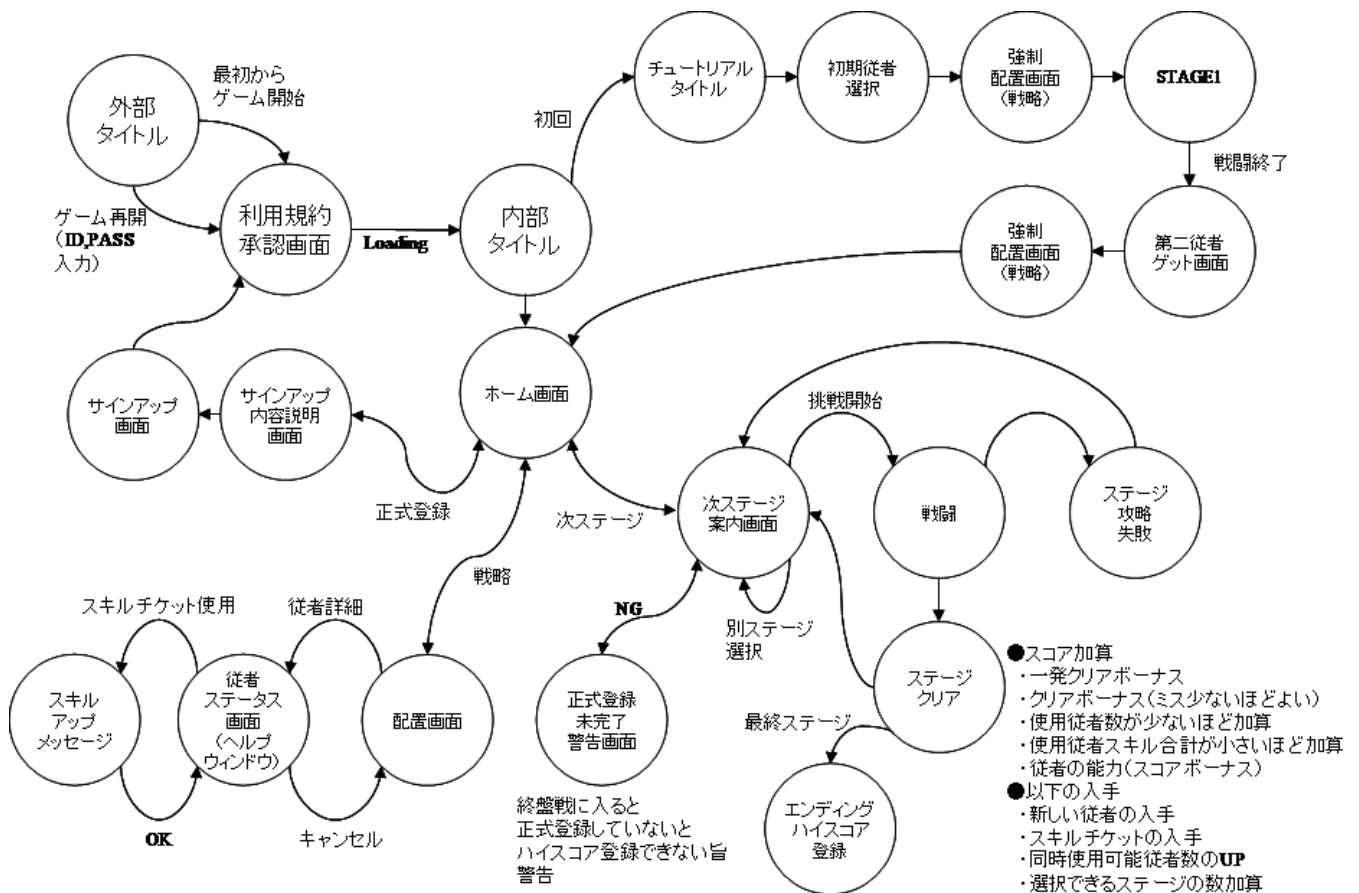 外部
タイトル
最初から
ゲーム開始
ゲーム再開
(ID,PASS
入力)
利用規約
承認画面
Loading
内部
タイトル
初回
チュートリアル
タイトル
初期従者
選択
強制
配置画面
(戦略)
STAGE1
戦闘終了
第二従者
ゲット画面
強制
配置画面
(戦略)
ホーム画面
サインアップ
画面
サインアップ
内容説明
画面
正式登録
次ステージ
戦略
挑戦開始
次ステージ
案内画面
戦闘
ステージ
攻略
失敗
別ステージ
選択
NG
正式登録
未完了
警告画面
終盤戦に入ると
正式登録していないと
ハイスコア登録できない旨
警告
ステージ
クリア
最終ステージ
エンディング
ハイスコア
登録
スキルチケット使用
従者詳細
スキル
アップ
メッセージ
従者
ステータス
画面
(ヘルプ
ウィンドウ)
配置画面
OK
キャンセル
●スコア加算
・一発クリアボーナス
・クリアボーナス(ミス少ないほどよい)
・使用従者数が少ないほど加算
・使用従者スキル合計が小さいほど加算
・従者の能力(スコアボーナス)
●以下の入手
・新しい従者の入手
・スキルチケットの入手
・同時使用可能従者数のUP
・選択できるステージの数加算